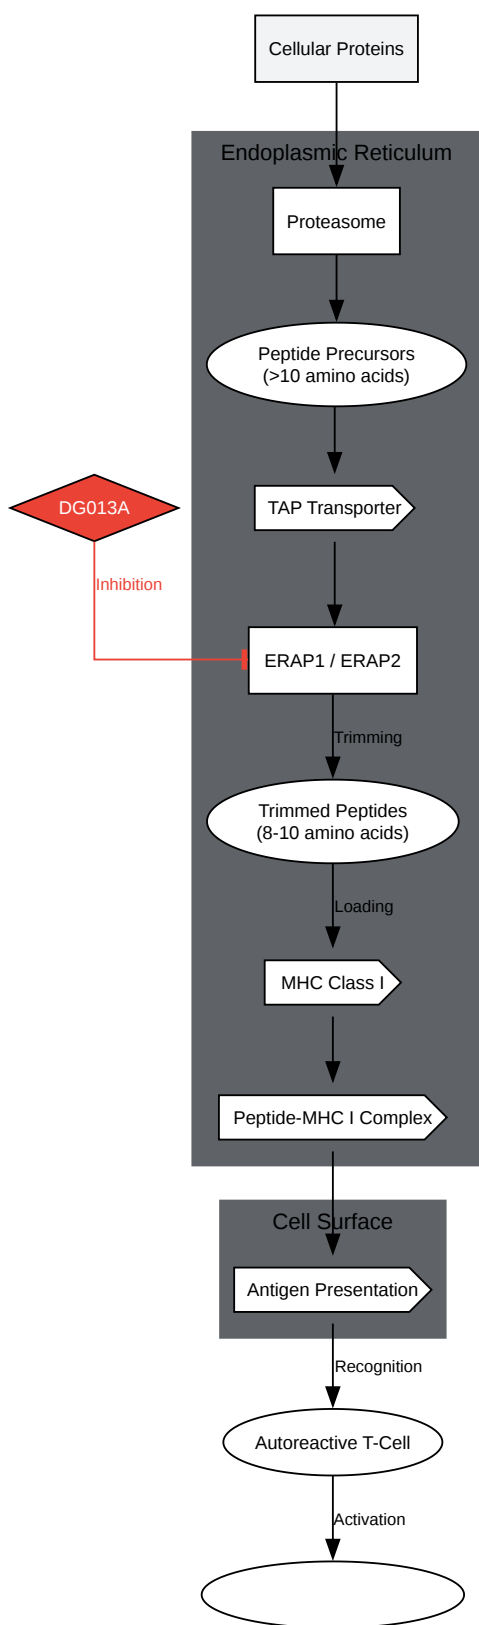 Cellular Proteins
Endoplasmic Reticulum
Proteasome
Peptide Precursors
(>10 amino acids)
TAP Transporter
DG013A
Inhibition
ERAP1 / ERAP2
Trimming
Trimmed Peptides
(8-10 amino acids)
Loading
MHC Class I
Peptide-MHC I Complex
Cell Surface
Antigen Presentation
Recognition
Autoreactive T-Cell
Activation